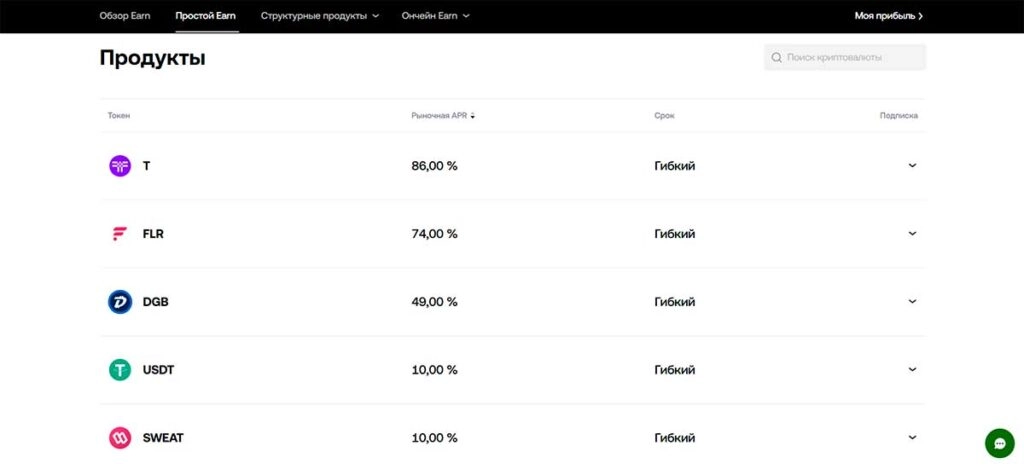 Обзор Earn Простой Earn Структурные продукты Ончейн Earn Моя прибыль
Продукты
Поиск криптовалюты
Токен Рыночная APR Срок Подписка
T 86,00 % Гибкий
FLR 74,00 % Гибкий
DGB 49,00 % Гибкий
USDT 10,00 % Гибкий
SWEAT 10,00 % Гибкий